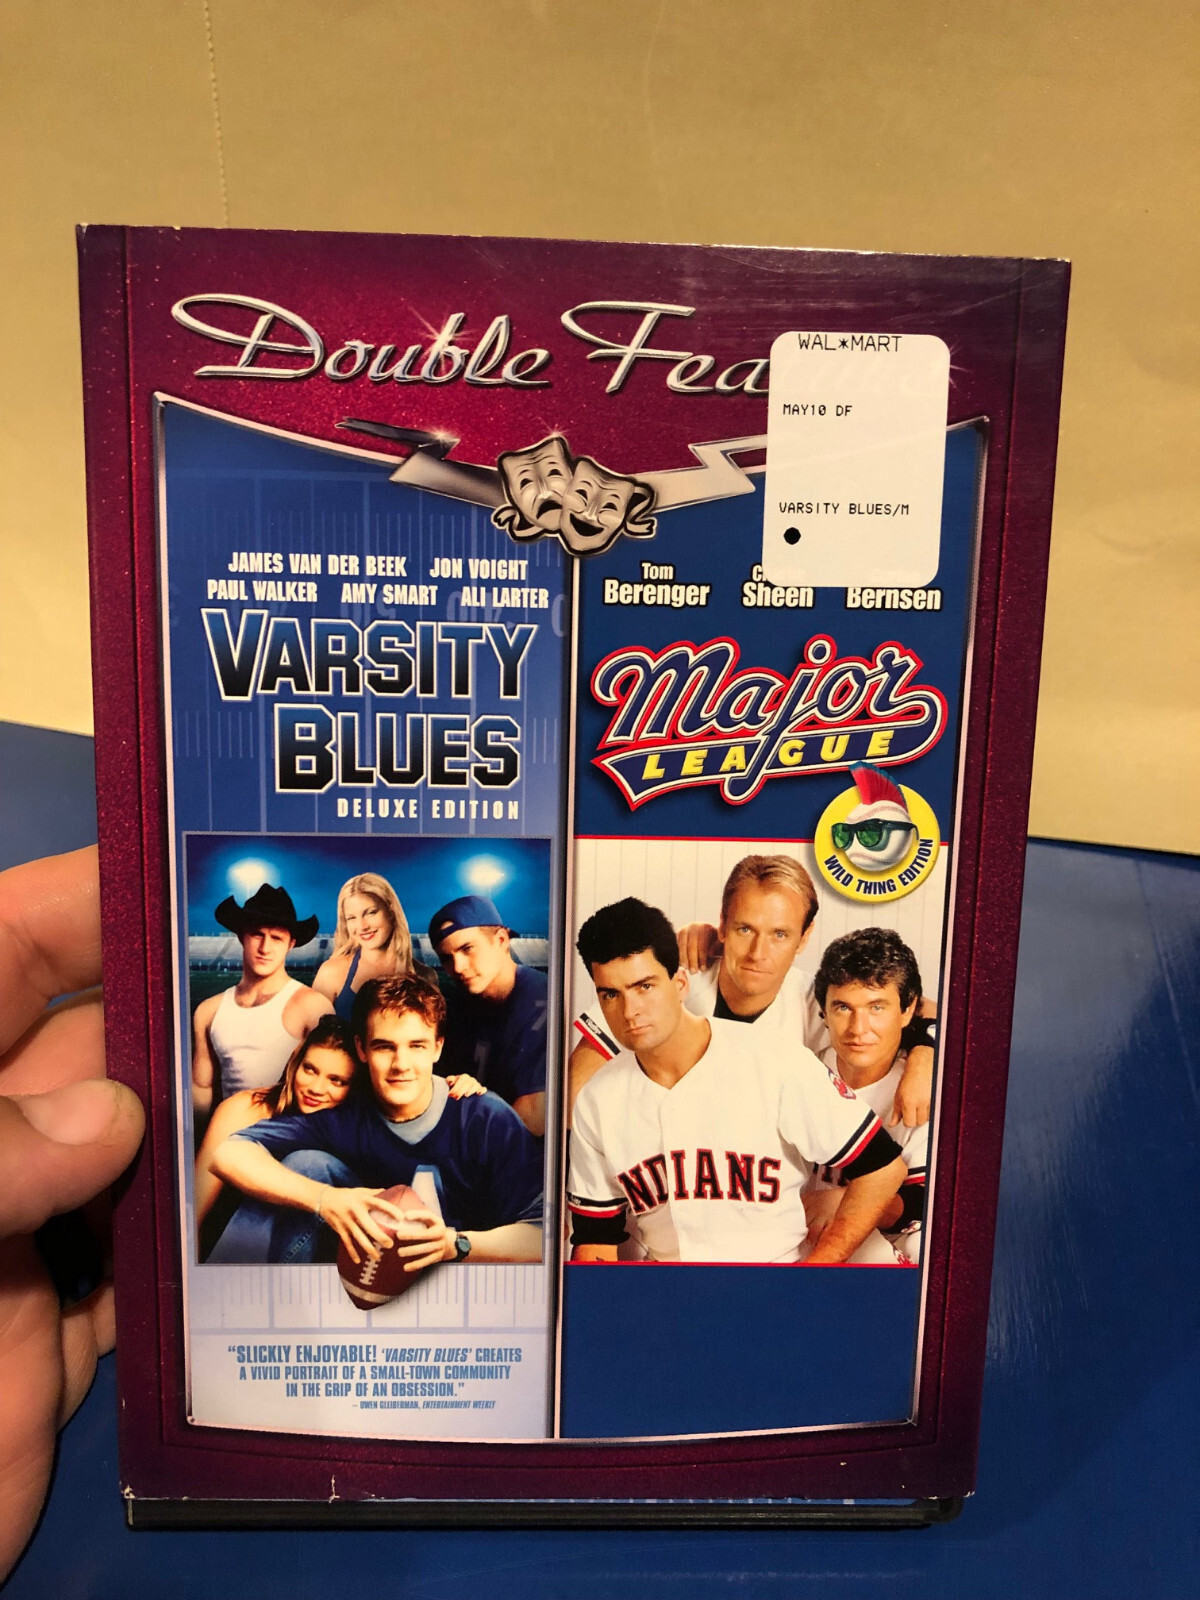 Double Fea
WAL*MART
MAY10 DF
VARSITY BLUES/M
JAMES VAN DER BEEK JON VOIGHT
PAUL WALKER AMY SMART ALI LARTER
VARSITY
BLUES
DELUXE EDITION
Tom
Berenger
Sheen
Bernsen
Major
LEAGUE
WILD THING EDITION
NDIANS
"SLICKLY ENJOYABLE! 'VARSITY BLUES' CREATES
A VIVID PORTRAIT OF A SMALL-TOWN COMMUNITY
IN THE GRIP OF AN OBSESSION."
– OWEN GLEIBERMAN, ENTERTAINMENT WEEKLY